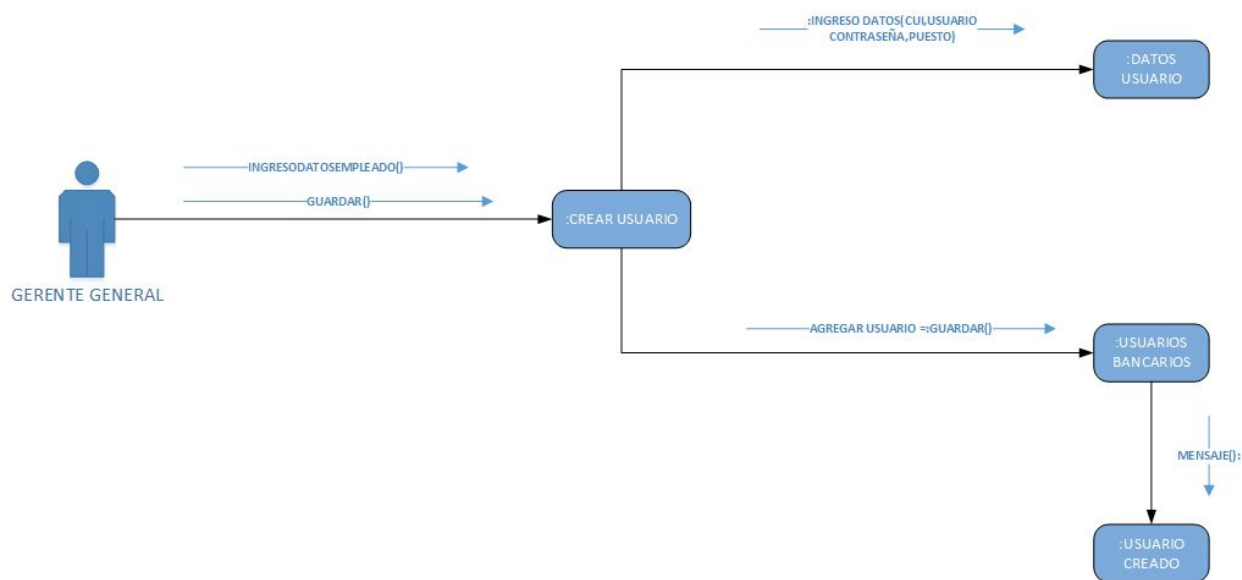 :INGRESO DATOS(CUI,USUARIO
CONTRASEÑA,PUESTO)
:DATOS
USUARIO
INGRESODATOSEMPLEADO()
GUARDAR()
:CREAR USUARIO
GERENTE GENERAL
AGREGAR USUARIO =:GUARDAR()
:USUARIOS
BANCARIOS
MENSAJE():
:USUARIO
CREADO